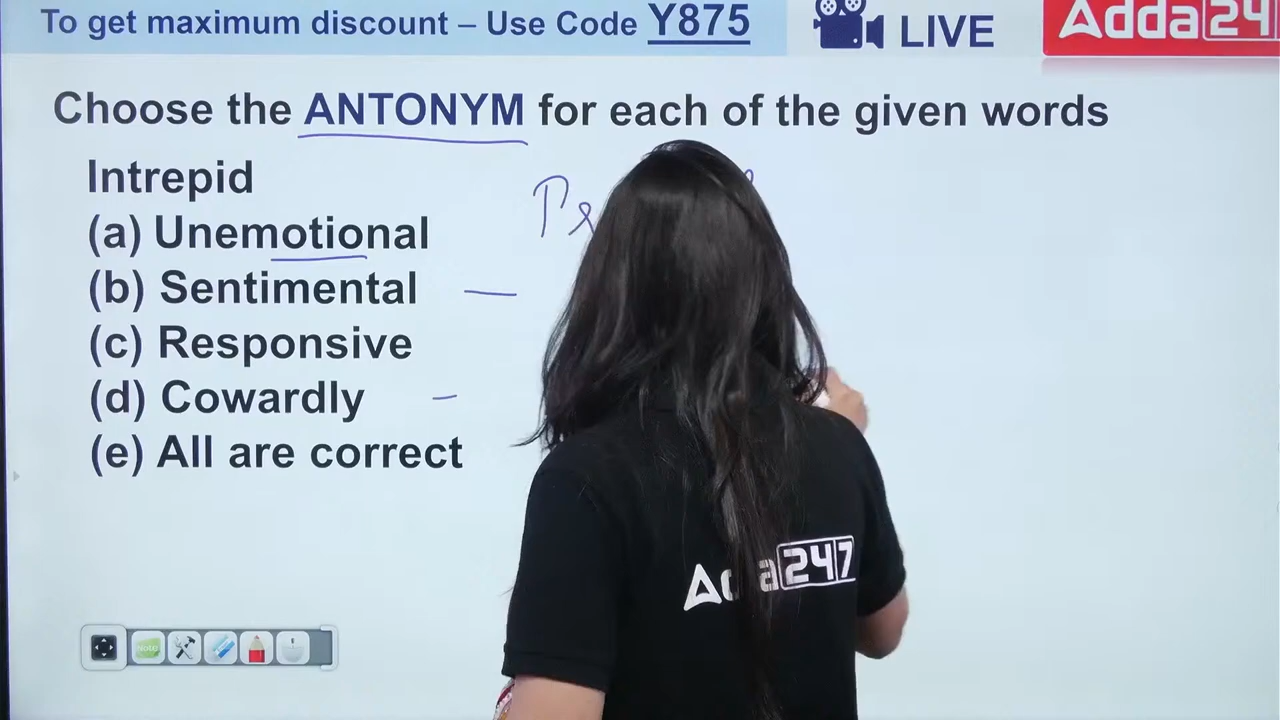 To get maximum discount – Use Code Y875
LIVE
Adda247
Choose the ANTONYM for each of the given words
Intrepid
(a) Unemotional
(b) Sentimental
(c) Responsive
(d) Cowardly
(e) All are correct
Note
Adda247